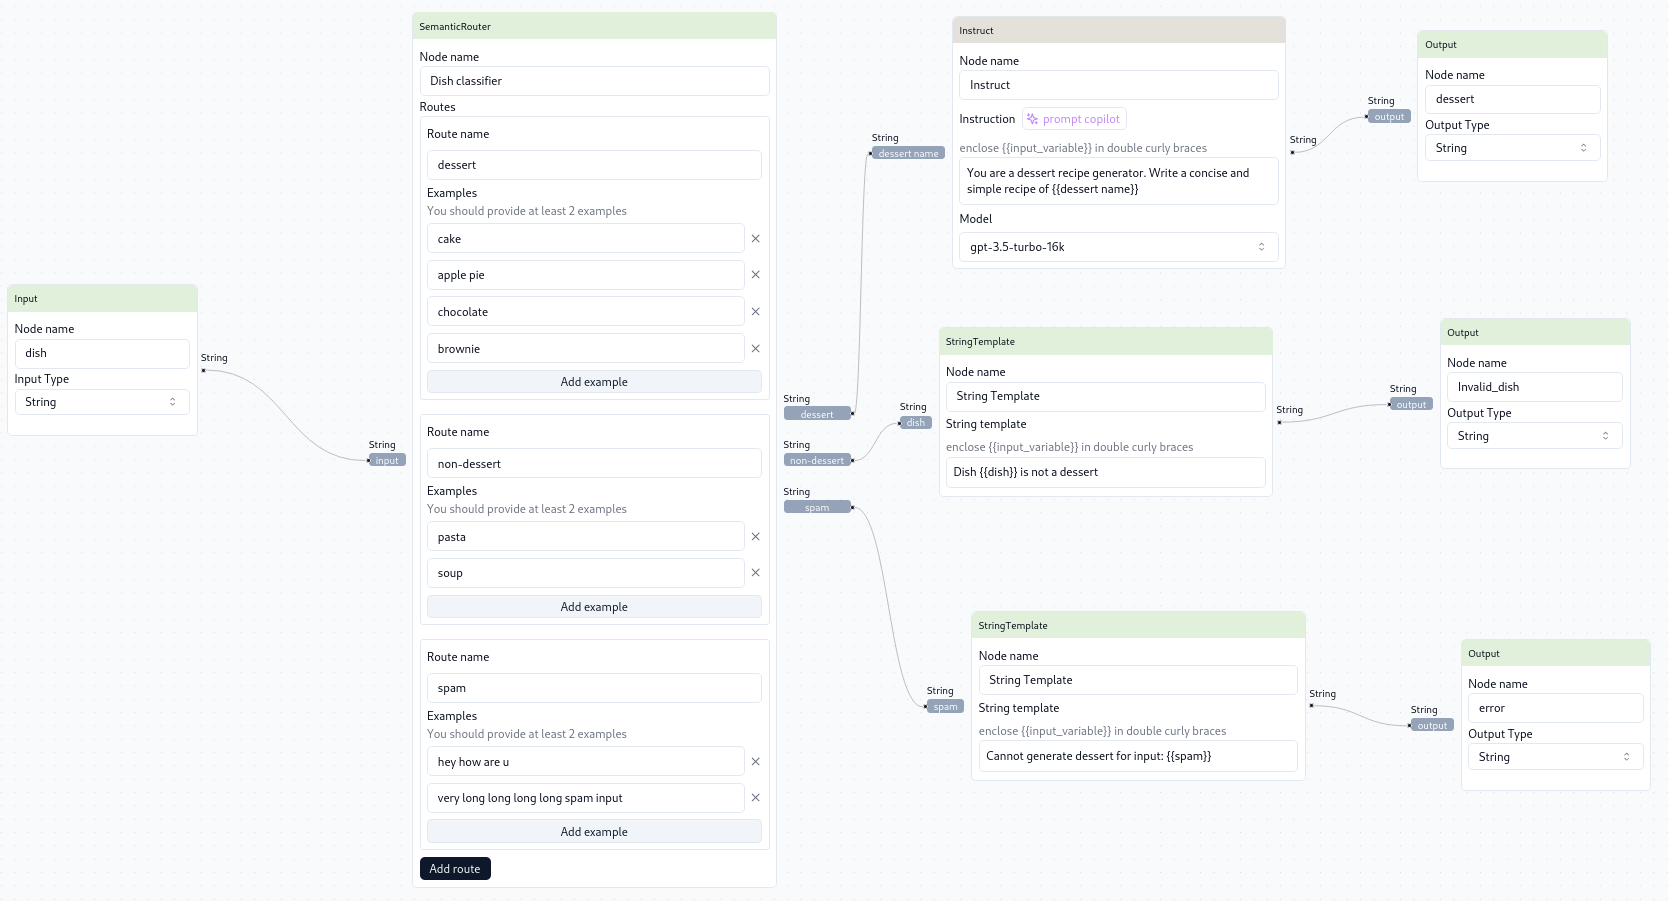 Input
Node name
dish
Input Type
String
String
String
input
SemanticRouter
Node name
Dish classifier
Routes
Route name
dessert
Examples
You should provide at least 2 examples
cake
apple pie
chocolate
brownie
Add example
Route name
non-dessert
Examples
You should provide at least 2 examples
pasta
soup
Add example
Route name
spam
Examples
You should provide at least 2 examples
hey how are u
very long long long long spam input
Add example
Add route
String
dessert
String
non-dessert
String
spam
String
dessert name
Instruct
Node name
Instruct
Instruction prompt copilot
enclose {{input_variable}} in double curly braces
You are a dessert recipe generator. Write a concise and
simple recipe of {{dessert name}}
Model
gpt-3.5-turbo-16k
String
String
output
Output
Node name
dessert
Output Type
String
String
dish
StringTemplate
Node name
String Template
String template
enclose {{input_variable}} in double curly braces
Dish {{dish}} is not a dessert
String
String
output
Output
Node name
Invalid_dish
Output Type
String
String
spam
StringTemplate
Node name
String Template
String template
enclose {{input_variable}} in double curly braces
Cannot generate dessert for input: {{spam}}
String
String
output
Output
Node name
error
Output Type
String